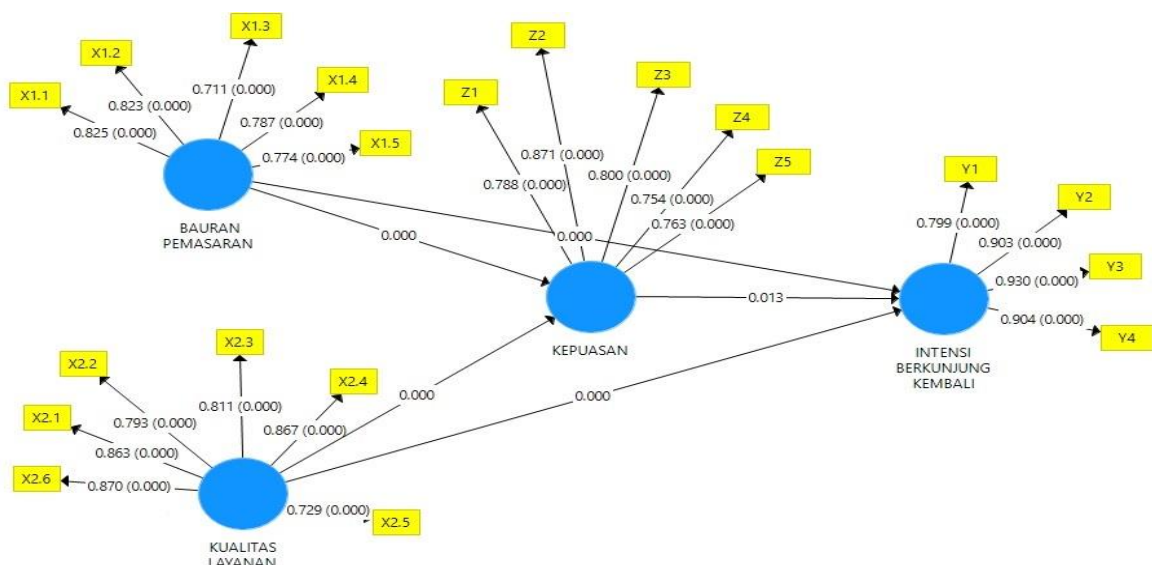 X1.1
X1.2
X1.3
X1.4
X1.5
0.825 (0.000)
0.823 (0.000)
0.711 (0.000)
0.787 (0.000)
0.774 (0.000)
BAURAN
PEMASARAN
Z1
Z2
Z3
Z4
Z5
0.788 (0.000)
0.871 (0.000)
0.800 (0.000)
0.754 (0.000)
0.763 (0.000)
KEPUASAN
Y1
Y2
Y3
Y4
0.799 (0.000)
0.903 (0.000)
0.930 (0.000)
0.904 (0.000)
INTENSI
BERKUNJUNG
KEMBALI
0.000
0.000
0.013
0.000
0.000
X2.3
X2.2
X2.4
X2.1
X2.6
X2.5
0.811 (0.000)
0.793 (0.000)
0.867 (0.000)
0.863 (0.000)
0.870 (0.000)
0.729 (0.000)
KUALITAS
LAYANAN